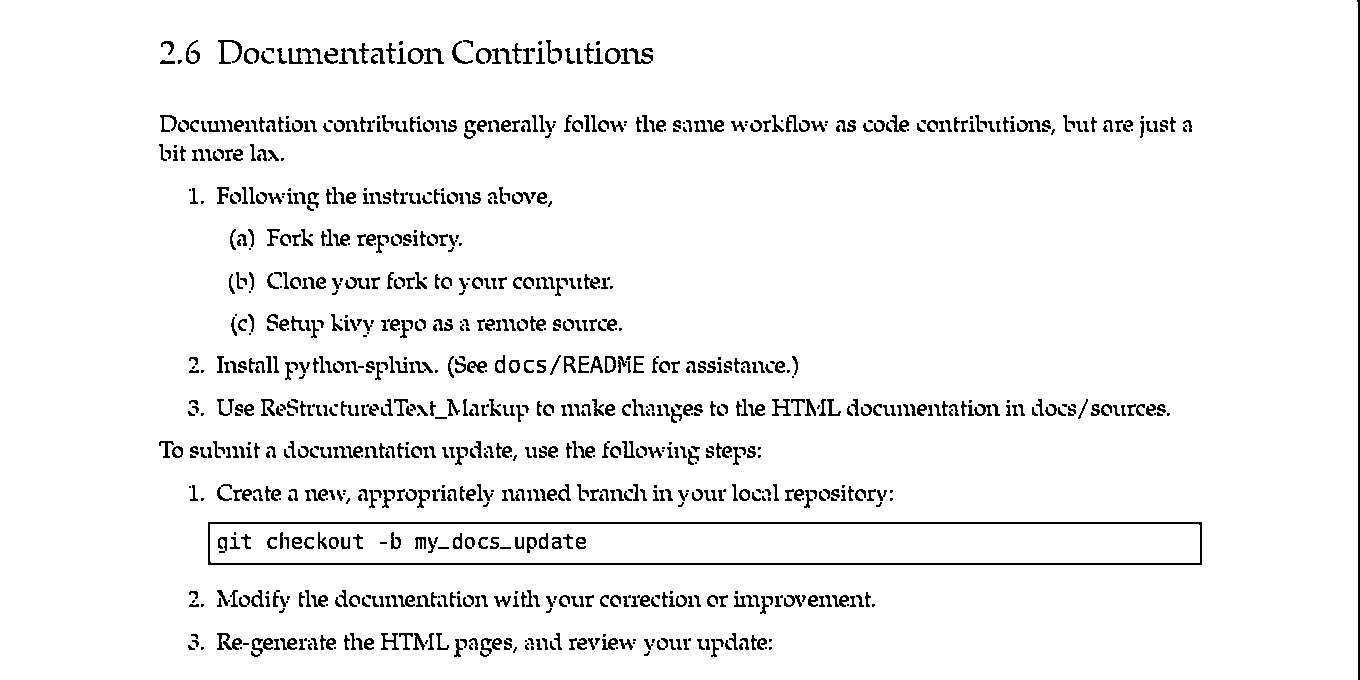 2.6 Documentation Contributions
Documentation contributions generally follow the same workflow as code contributions, but are just a
bit more lax.
1. Following the instructions above,
(a) Fork the repository.
(b) Clone your fork to your computer.
(c) Setup kivy repo as a remote source.
2. Install python-sphinx. (See docs/README for assistance.)
3. Use ReStructuredText_Markup to make changes to the HTML documentation in docs/sources.
To submit a documentation update, use the following steps:
1. Create a new, appropriately named branch in your local repository:
git checkout -b my_docs_update
2. Modify the documentation with your correction or improvement.
3. Re-generate the HTML pages, and review your update: